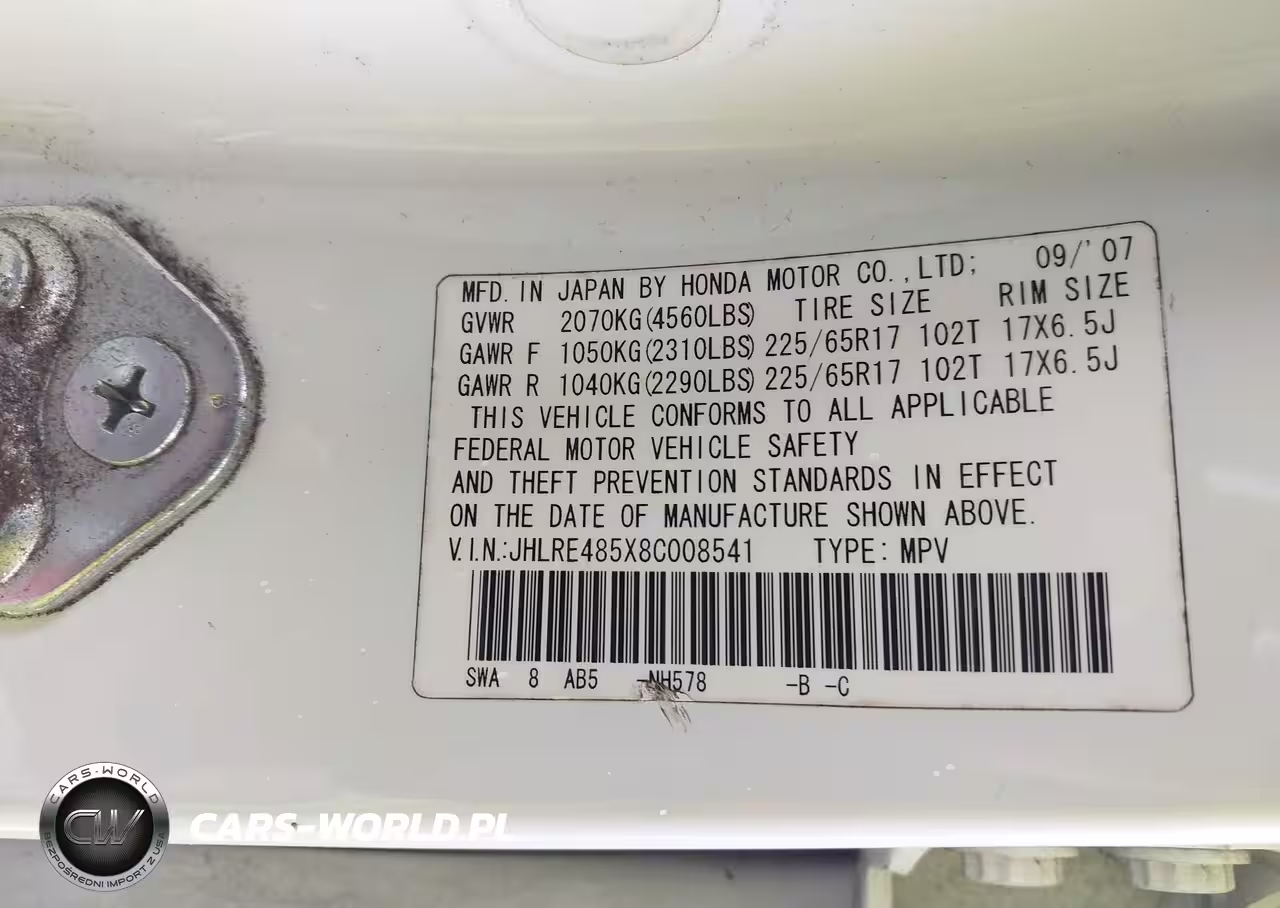 MFD. IN JAPAN BY HONDA MOTOR CO.,LTD; 09/'07
GVWR 2070KG(4560LBS) TIRE SIZE RIM SIZE
GAWR F 1050KG(2310LBS) 225/65R17 102T 17X6.5J
GAWR R 1040KG(2290LBS) 225/65R17 102T 17X6.5J
THIS VEHICLE CONFORMS TO ALL APPLICABLE
FEDERAL MOTOR VEHICLE SAFETY
AND THEFT PREVENTION STANDARDS IN EFFECT
ON THE DATE OF MANUFACTURE SHOWN ABOVE.
V.I.N.:JHLRE485X8C008541 TYPE: MPV
SWA 8 AB5 -NH578 -B -C
CARS-WORLD
CW
BEZPOŚREDNI IMPORT Z USA
CARS-WORLD.PL